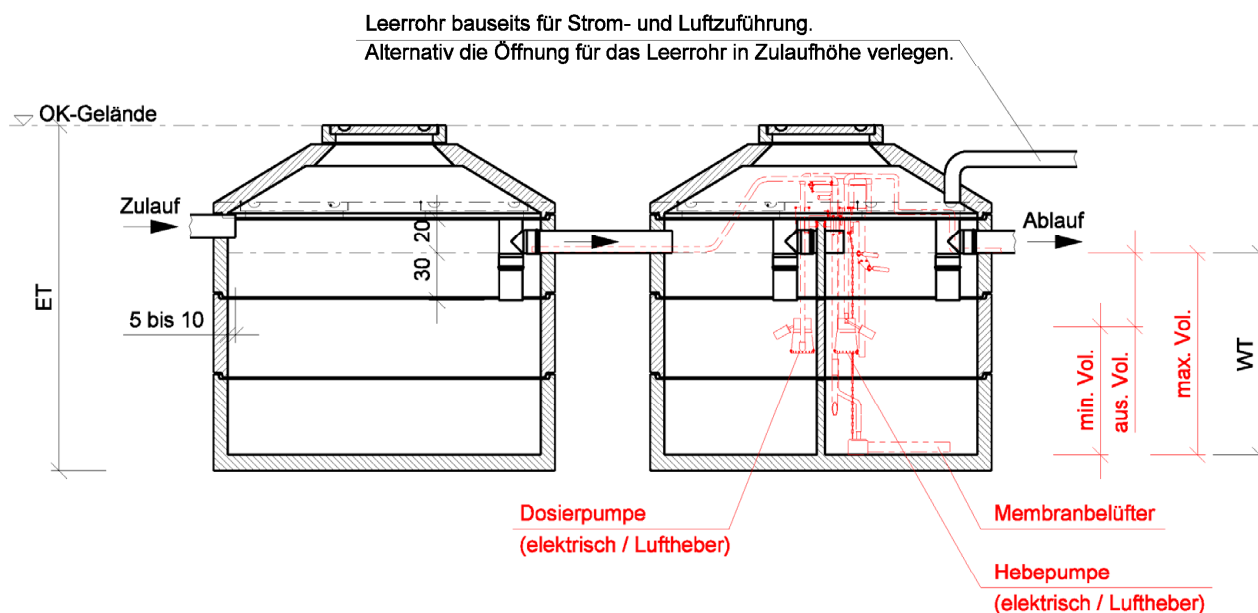 Leerrohr bauseits für Strom- und Luftzuführung.
Alternativ die Öffnung für das Leerrohr in Zulaufhöhe verlegen.
OK-Gelände
Zulauf
20
30
Ablauf
ET
5 bis 10
min. Vol.
aus. Vol.
max. Vol.
WT
Dosierpumpe
(elektrisch / Luftheber)
Membranbelüfter
Hebepumpe
(elektrisch / Luftheber)